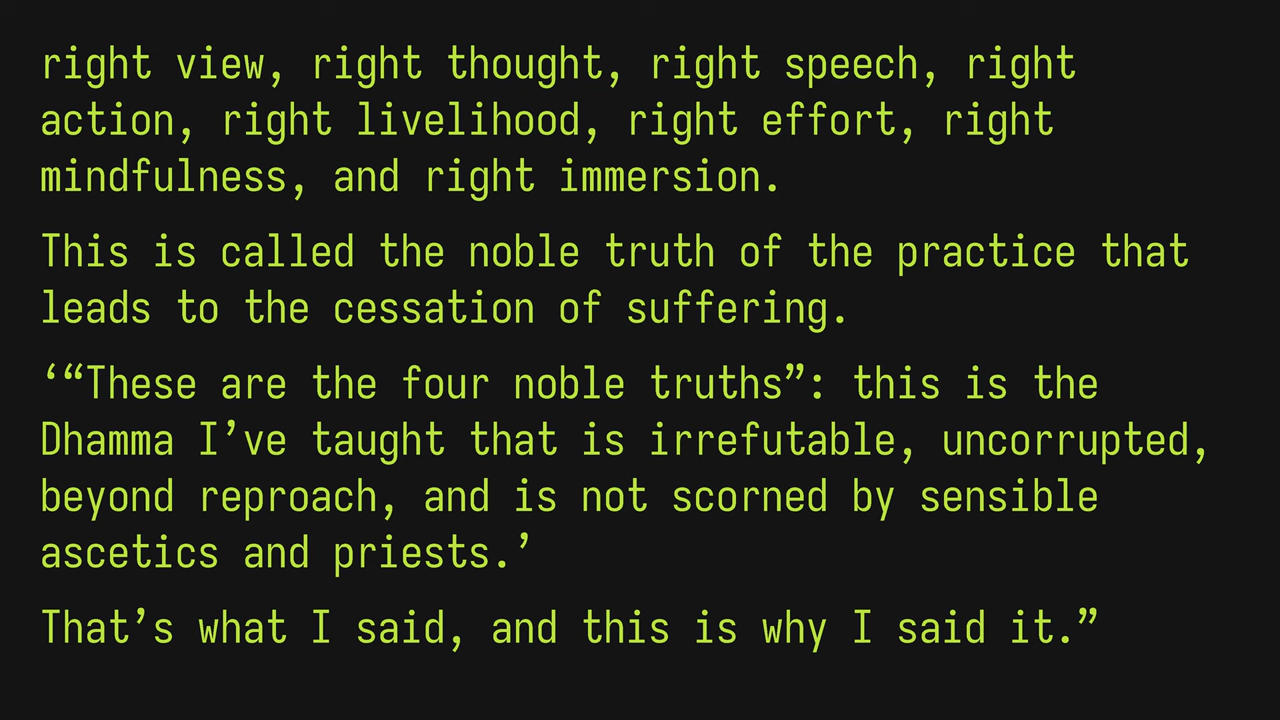 right view, right thought, right speech, right
action, right livelihood, right effort, right
mindfulness, and right immersion.
This is called the noble truth of the practice that
leads to the cessation of suffering.
‘“These are the four noble truths”: this is the
Dhamma I’ve taught that is irrefutable, uncorrupted,
beyond reproach, and is not scorned by sensible
ascetics and priests.’
That’s what I said, and this is why I said it.”